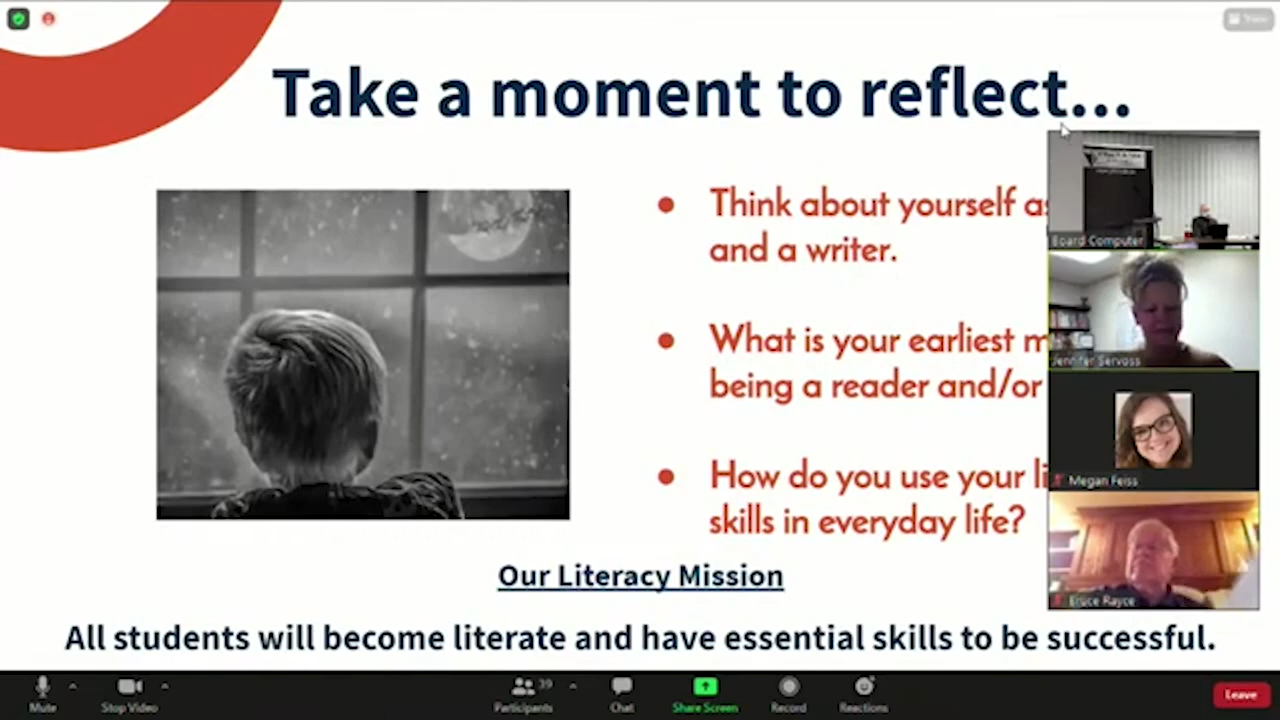 View
Take a moment to reflect...
• Think about yourself as
and a writer.
• What is your earliest m
being a reader and/or
• How do you use your li
skills in everyday life?
Our Literacy Mission
All students will become literate and have essential skills to be successful.
Board Computer
Jennifer Servoss
Megan Feiss
Bruce Rayce
Mute
Stop Video
39
Participants
Chat
Share Screen
Record
Reactions
Leave